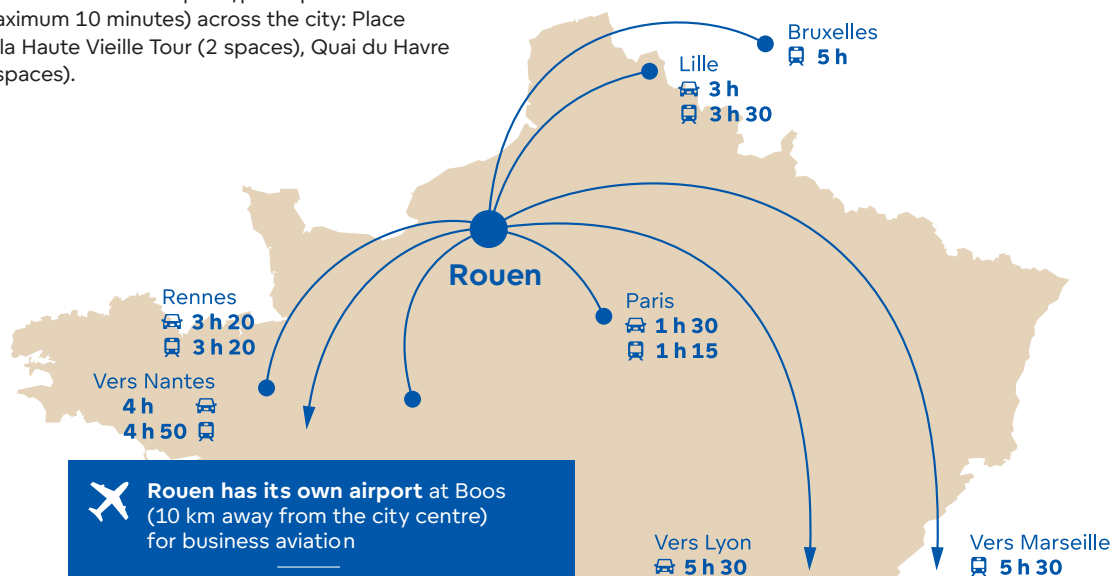 aximum 10 minutes) across the city: Place
la Haute Vieille Tour (2 spaces), Quai du Havre
spaces).
Bruxelles
5 h
Lille
3 h
3 h 30
Rouen
Rennes
3 h 20
3 h 20
Paris
1 h 30
1 h 15
Vers Nantes
4 h
4 h 50
Rouen has its own airport at Boos
(10 km away from the city centre)
for business aviation
Vers Lyon
5 h 30
Vers Marseille
5 h 30